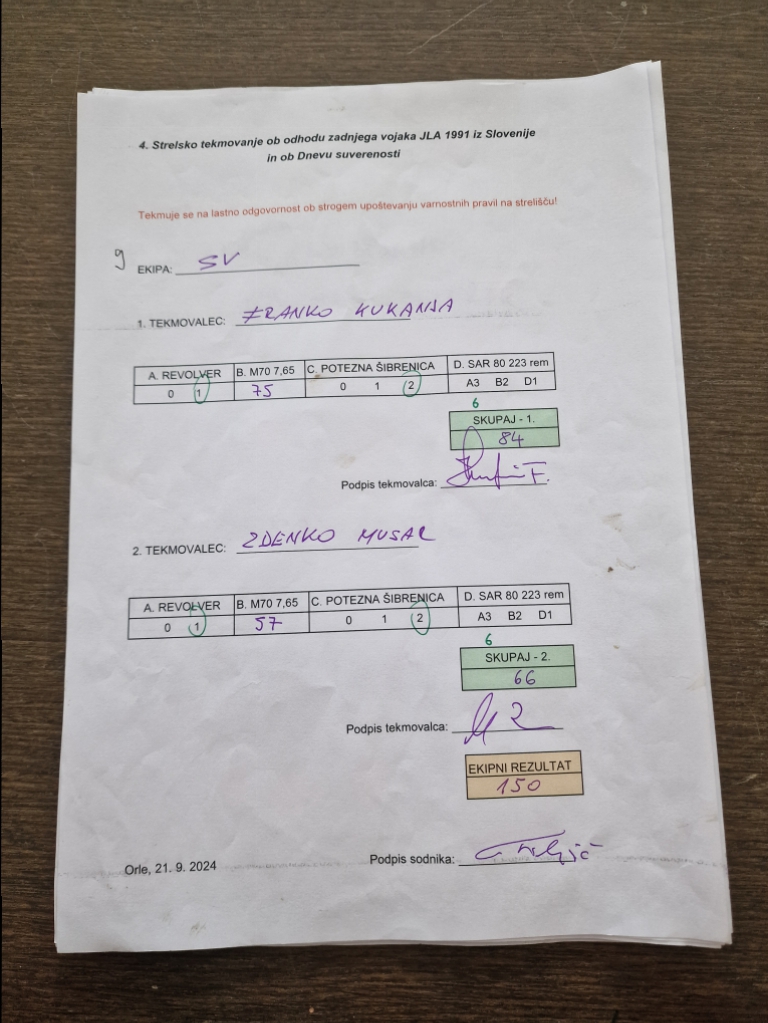 4. Strelsko tekmovanje ob odhodu zadnjega vojaka JLA 1991 iz Slovenije
in ob Dnevu suverenosti
Tekmuje se na lastno odgovornost ob strogem upoštevanju varnostnih pravil na strelišču!
9 EKIPA: SV
1. TEKMOVALEC: FRANKO KUKANJA
A. REVOLVER B. M70 7,65 C. POTEZNA ŠIBRENICA D. SAR 80 223 rem
0 1 75 0 1 2 A3 B2 D1
6
SKUPAJ - 1.
84
Podpis tekmovalca: F.
2. TEKMOVALEC: ZDENKO MUSAR
A. REVOLVER B. M70 7,65 C. POTEZNA ŠIBRENICA D. SAR 80 223 rem
0 1 57 0 1 2 A3 B2 D1
6
SKUPAJ - 2.
66
Podpis tekmovalca:
EKIPNI REZULTAT
150
Orle, 21. 9. 2024 Podpis sodnika: